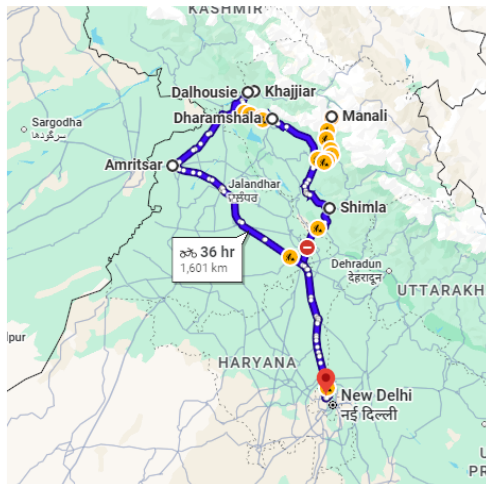 KASHMIR
Dalhousie
Khajjiar
Dharamshala
Manali
Sargodha
سرگودھا
Amritsar
Jalandhar
ਜਲੰਧਰ
Shimla
36 hr
1,601 km
Dehradun
देहरादून
UTTARAKH
lpur
HARYANA
New Delhi
नई दिल्ली
U
PR